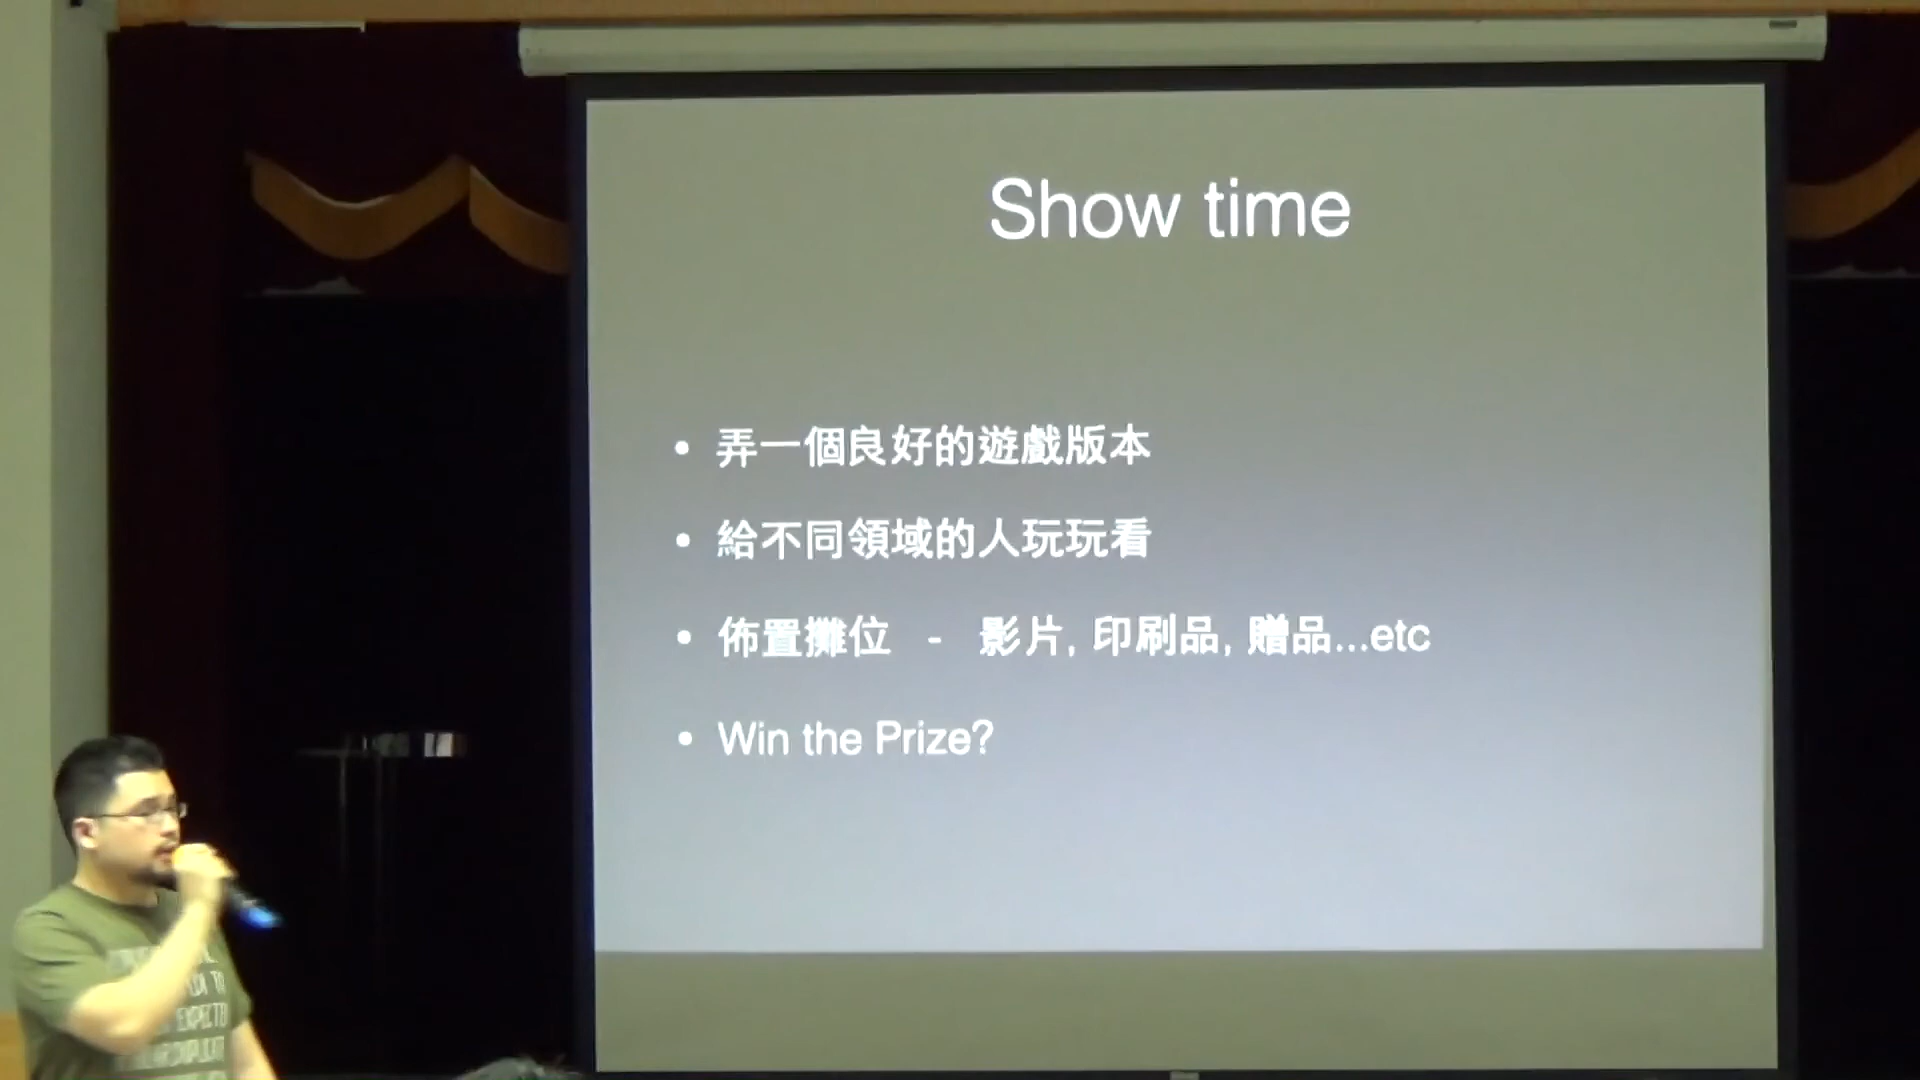 Show time
• 弄一個良好的遊戲版本
• 給不同領域的人玩玩看
• 佈置攤位 - 影片, 印刷品, 贈品...etc
• Win the Prize?